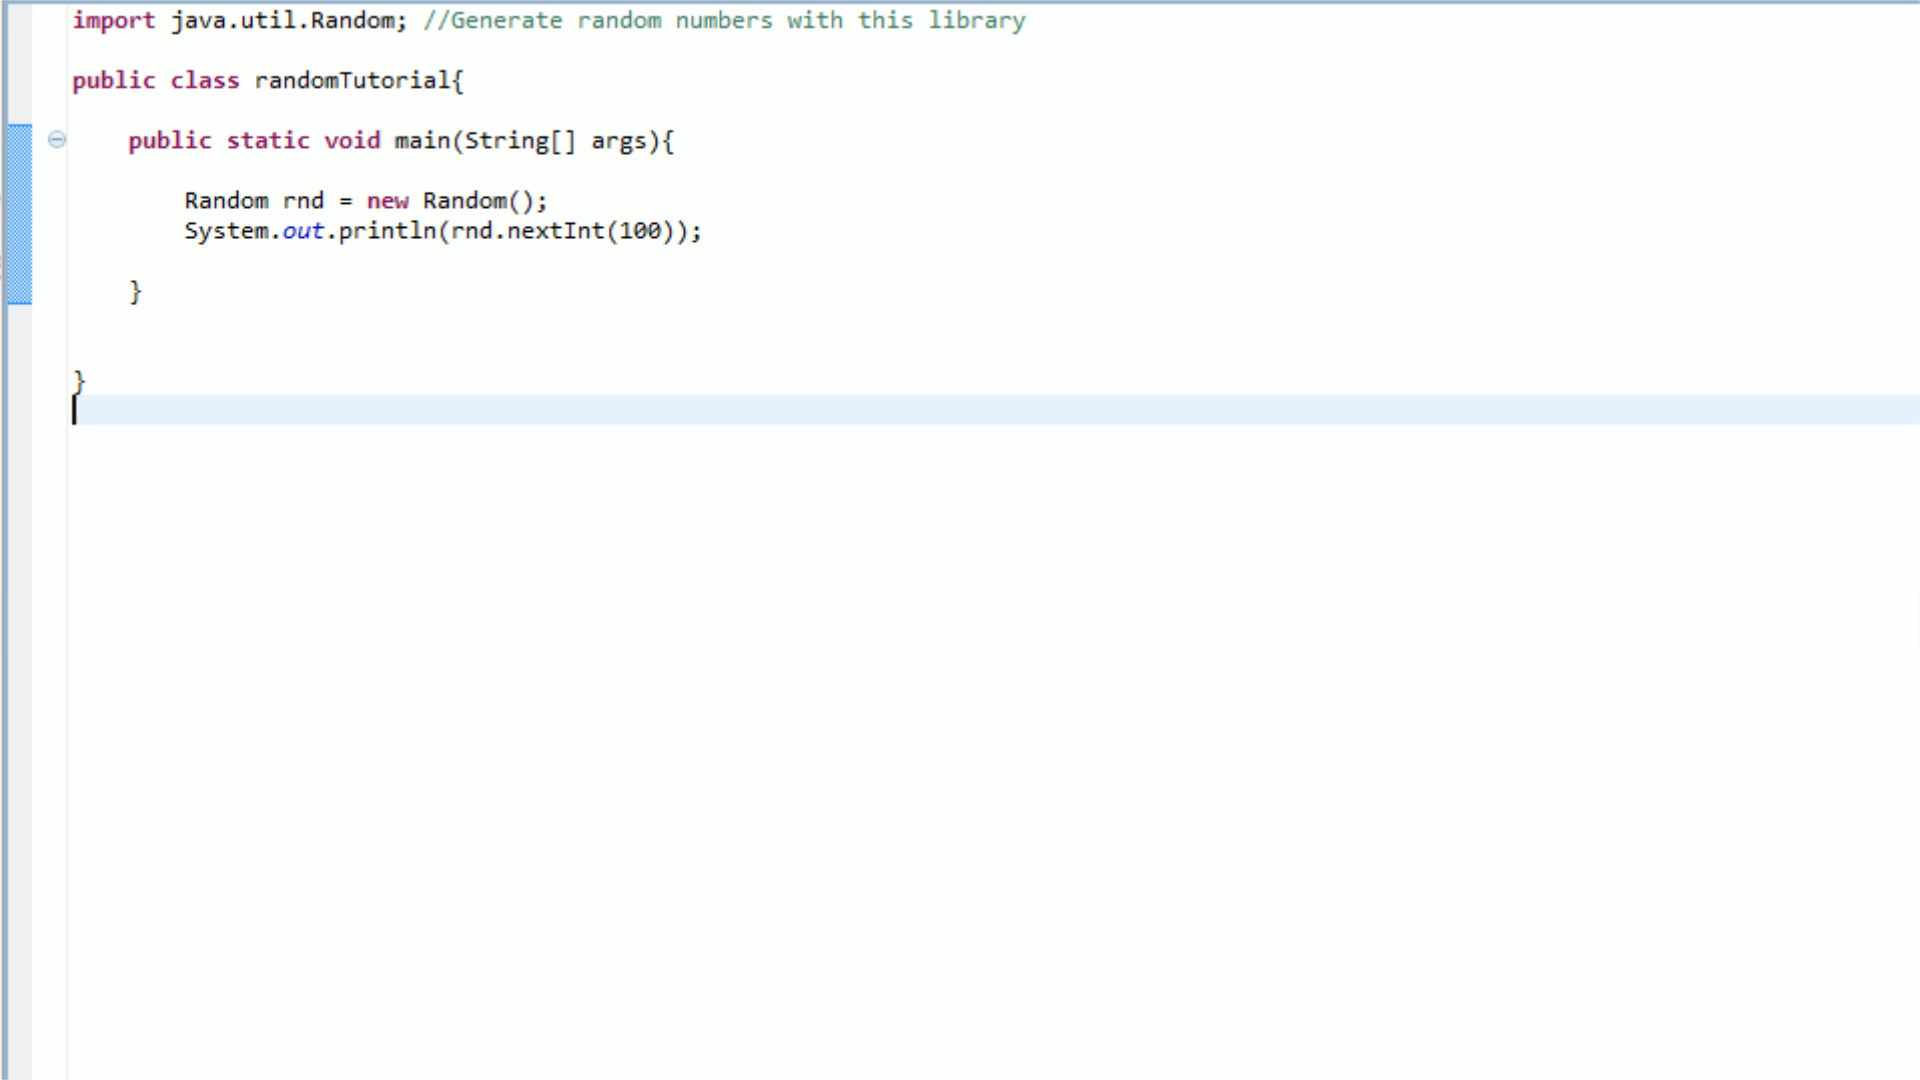 import java.util.Random; //Generate random numbers with this library
public class randomTutorial{
public static void main(String[] args){
Random rnd = new Random();
System.out.println(rnd.nextInt(100));
}
}